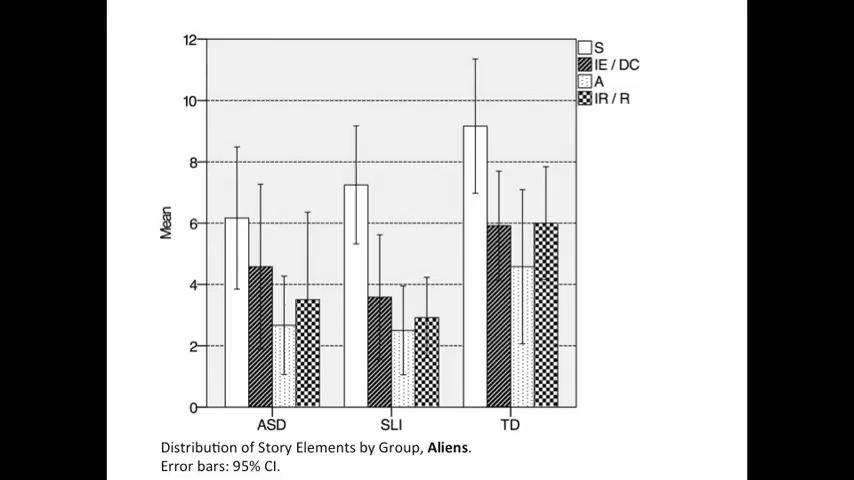 12
10
8
6
4
2
0
Mean
ASD
SLI
TD
S
IE / DC
A
IR / R
Distribution of Story Elements by Group, Aliens.
Error bars: 95% CI.